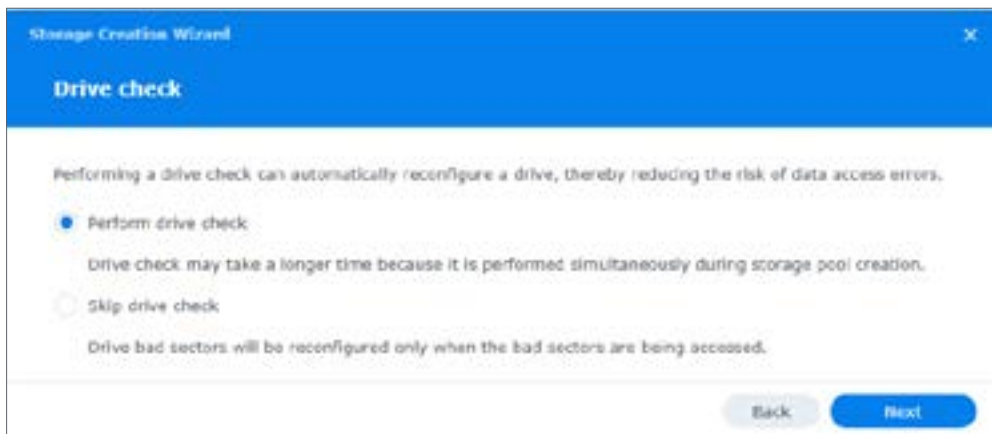 Storage Creation Wizard
Drive check
Performing a drive check can automatically reconfigure a drive, thereby reducing the risk of data access errors.
Perform drive check
Drive check may take a longer time because it is performed simultaneously during storage pool creation.
Skip drive check
Drive bad sectors will be reconfigured only when the bad sectors are being accessed.
Back Next